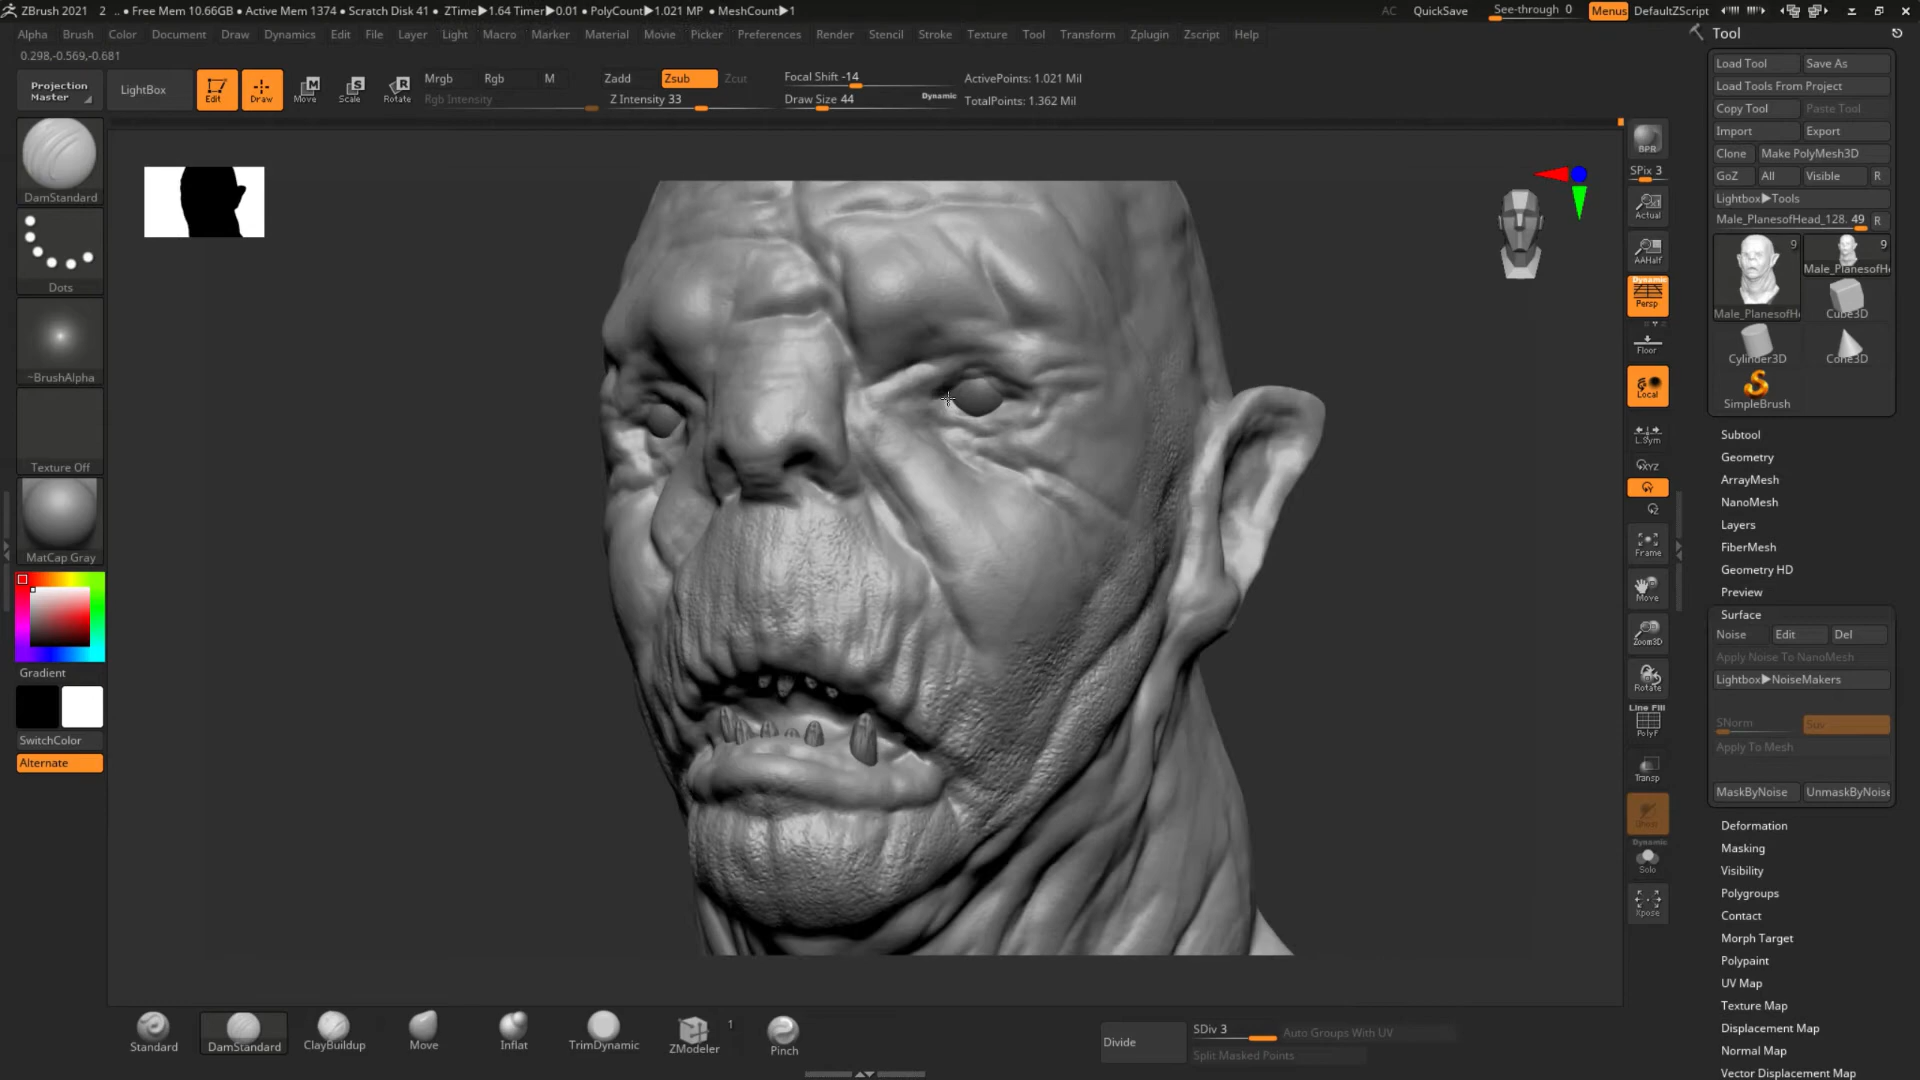 ZBrush 2021 2 .. • Free Mem 10.66GB • Active Mem 1374 • Scratch Disk 41 • ZTime▶1.64 Timer▶0.01 • PolyCount▶1.021 MP • MeshCount▶1 AC QuickSave See-through 0 Menus DefaultZScript
Alpha Brush Color Document Draw Dynamics Edit File Layer Light Macro Marker Material Movie Picker Preferences Render Stencil Stroke Texture Tool Transform Zplugin Zscript Help
0.298,-0.569,-0.681
Projection Master
LightBox
Edit
Draw
Move
Scale
Rotate
Mrgb Rgb M
Rgb Intensity
Zadd Zsub Zcut
Z Intensity 33
Focal Shift -14
Draw Size 44 Dynamic
ActivePoints: 1.021 Mil
TotalPoints: 1.362 Mil
DamStandard
Dots
~BrushAlpha
Texture Off
MatCap Gray
Gradient
SwitchColor
Alternate
BPR
SPix 3
Actual
AAHalf
Dynamic
Persp
Floor
Local
L.Sym
XYZ
Frame
Move
Zoom3D
Rotate
Line Fill
PolyF
Transp
Dynamic
Solo
Xpose
Tool
Load Tool Save As
Load Tools From Project
Copy Tool Paste Tool
Import Export
Clone Make PolyMesh3D
GoZ All Visible R
Lightbox▶Tools
Male_PlanesofHead_128. 49 R
9
9
Male_PlanesofH
Male_PlanesofH
Cube3D
Cylinder3D
Cone3D
SimpleBrush
Subtool
Geometry
ArrayMesh
NanoMesh
Layers
FiberMesh
Geometry HD
Preview
Surface
Noise Edit Del
Apply Noise To NanoMesh
Lightbox▶NoiseMakers
SNorm Suv
Apply To Mesh
MaskByNoise UnmaskByNoise
Deformation
Masking
Visibility
Polygroups
Contact
Morph Target
Polypaint
UV Map
Texture Map
Displacement Map
Normal Map
Vector Displacement Map
Standard
DamStandard
ClayBuildup
Move
Inflat
TrimDynamic
ZModeler
1
Pinch
Divide
SDiv 3
Auto Groups With UV
Split Masked Points